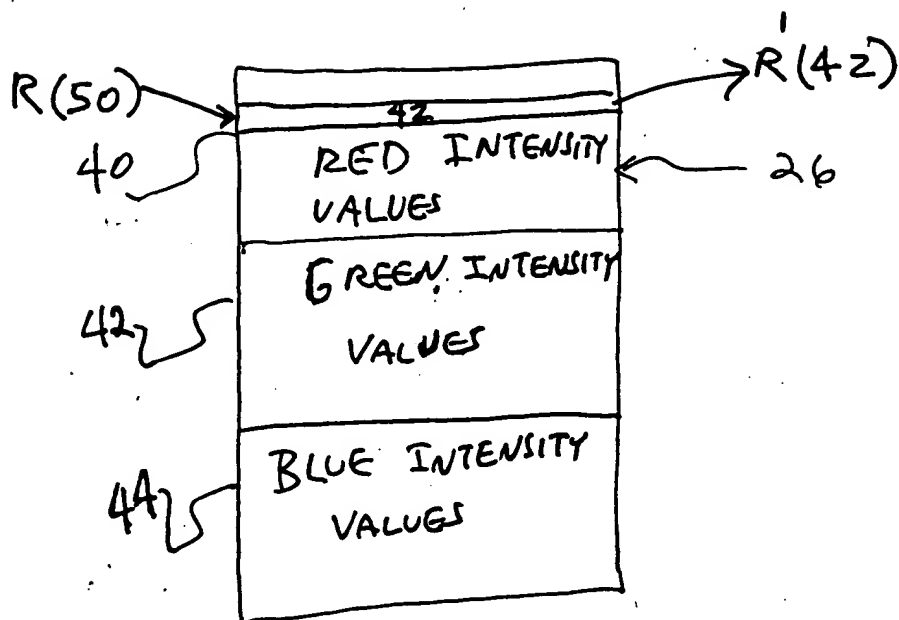 R(50)
R'(42)
42
40
RED INTENSITY
VALUES
26
GREEN INTENSITY
42
VALUES
BLUE INTENSITY
44
VALUES